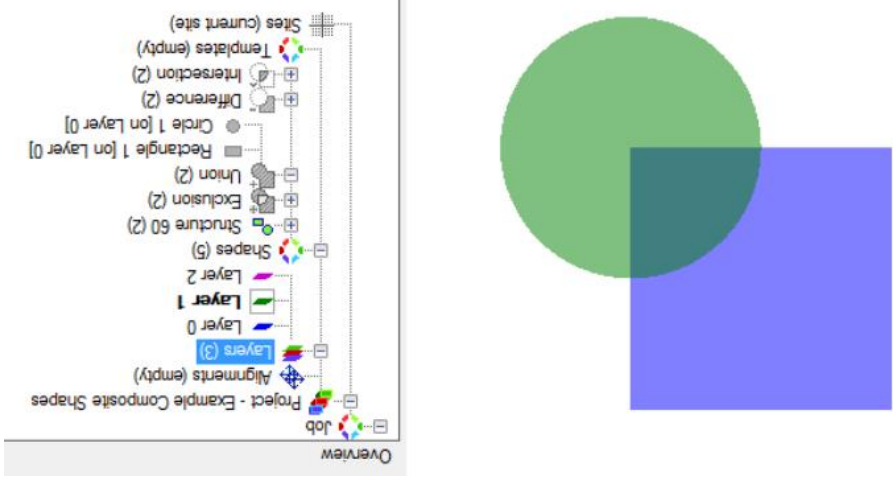 Overview
Job
Project - Example Composite Shapes
Alignments (empty)
Layers (3)
Layer 0
Layer 1
Layer 2
Shapes (5)
Structure 60 (2)
Exclusion (2)
Union (2)
Rectangle 1 [on Layer 0]
Circle 1 [on Layer 0]
Difference (2)
Intersection (2)
Templates (empty)
Sites (current site)